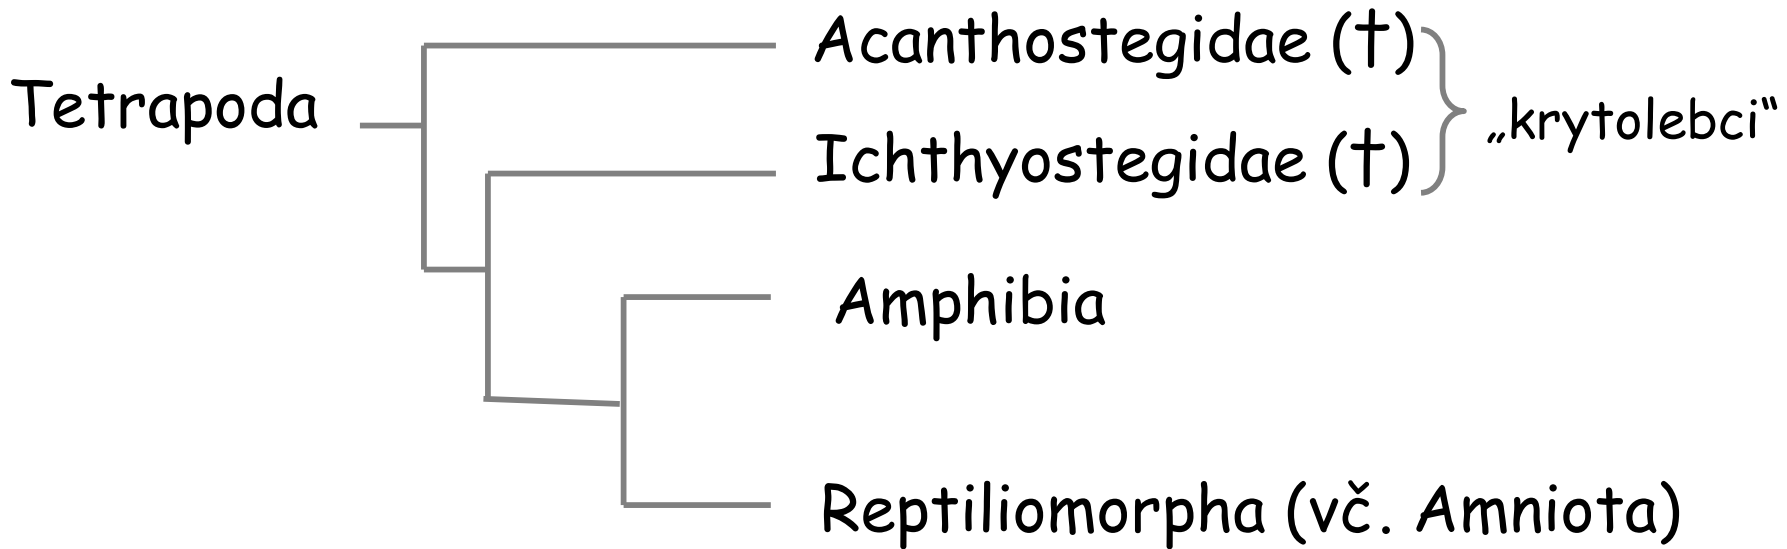 Tetrapoda
Acanthostegidae (†)
Ichthyostegidae (†)
„krytolebci“
Amphibia
Reptiliomorpha (vč. Amniota)